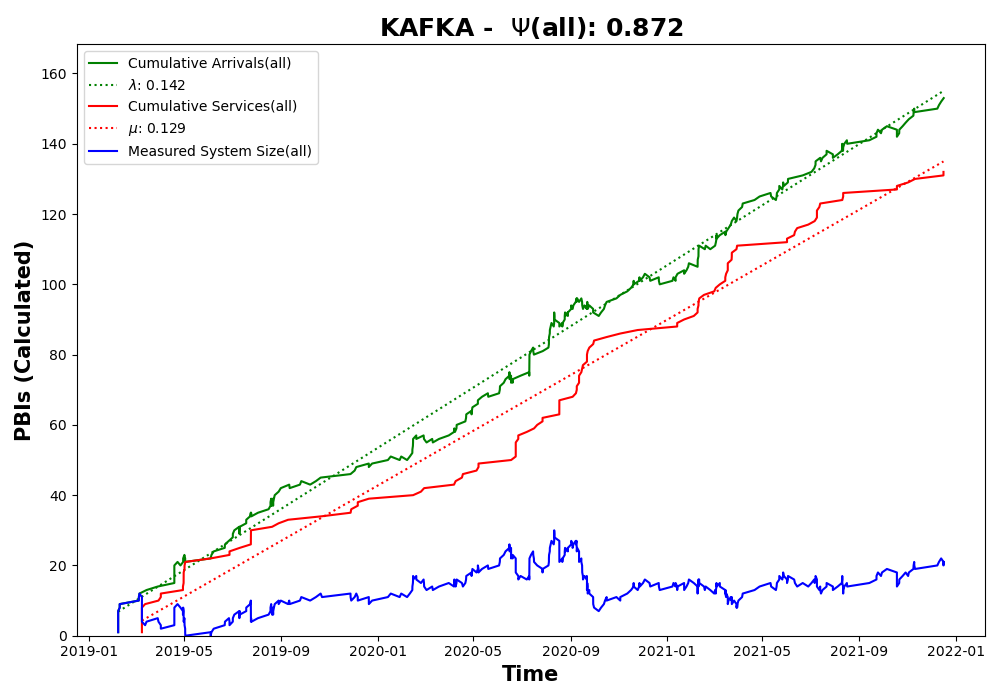 KAFKA - Ψ(all): 0.872
Cumulative Arrivals(all)
λ: 0.142
Cumulative Services(all)
μ: 0.129
Measured System Size(all)
PBIs (Calculated)
160
140
120
100
80
60
40
20
0
2019-01 2019-05 2019-09 2020-01 2020-05 2020-09 2021-01 2021-05 2021-09 2022-01
Time